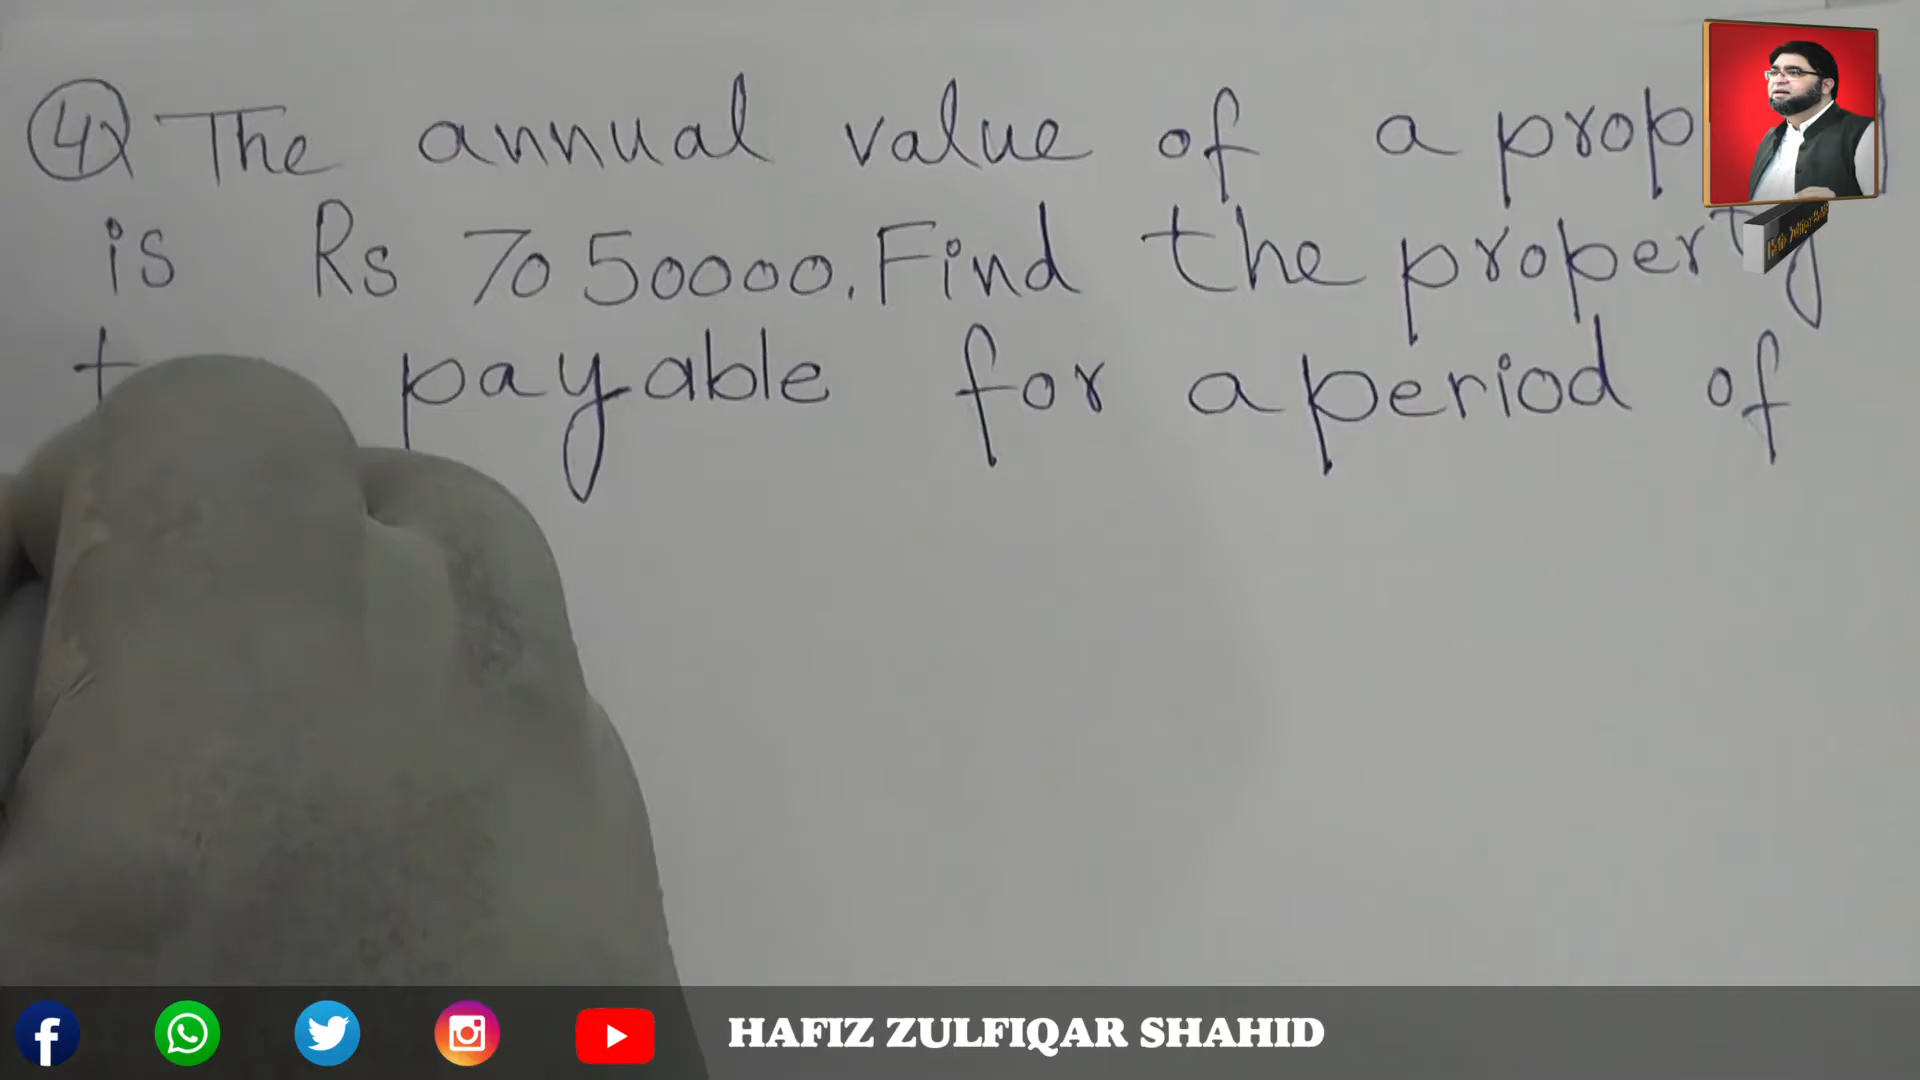 ④ The annual value of a prop
is Rs 7050000. Find the property
payable for a period of
HAFIZ ZULFIQAR SHAHID